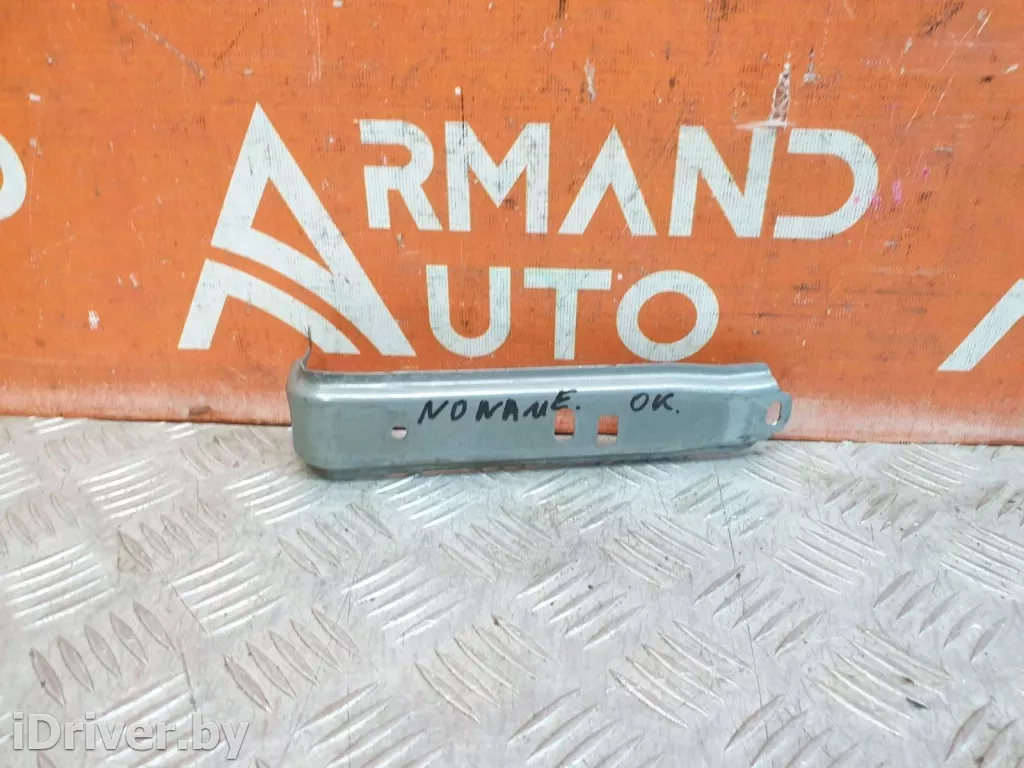 ARMAND
AUTO
NONAME. OK.
iDriver.by